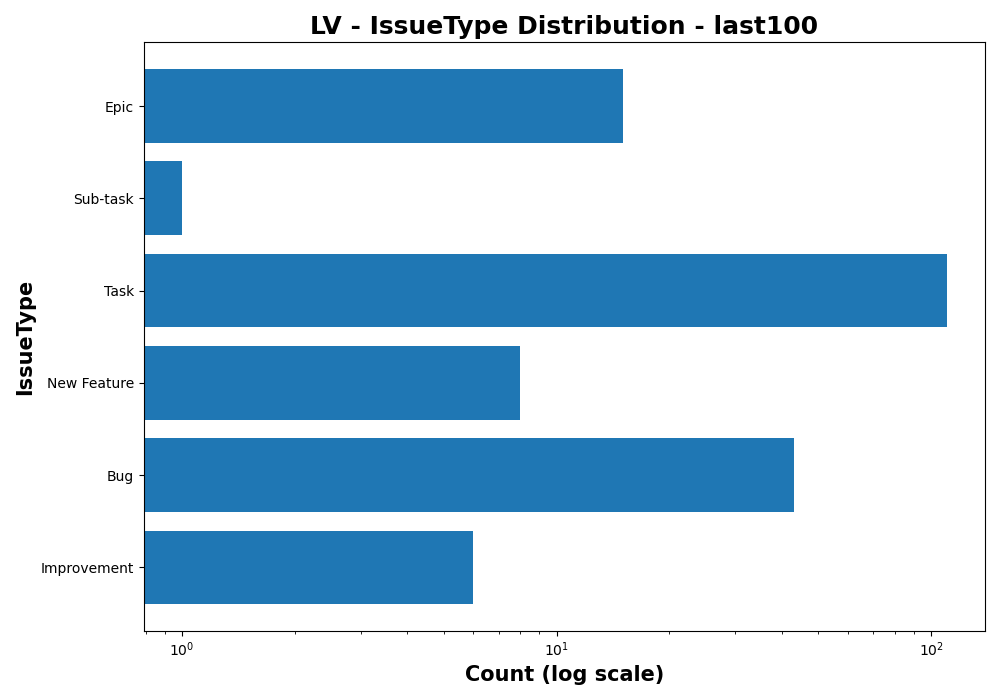 LV - IssueType Distribution - last100
IssueType
Epic
Sub-task
Task
New Feature
Bug
Improvement
10⁰
10¹
10²
Count (log scale)